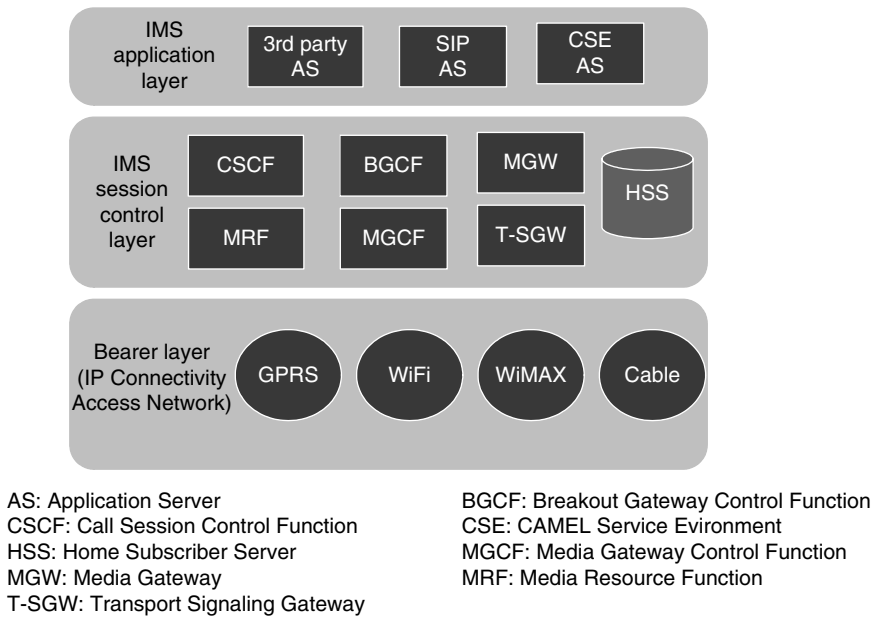 IMS
application
layer
3rd party
AS
SIP
AS
CSE
AS
IMS
session
control
layer
CSCF
BGCF
MGW
HSS
MRF
MGCF
T-SGW
Bearer layer
(IP Connectivity
Access Network)
GPRS
WiFi
WiMAX
Cable
AS: Application Server
CSCF: Call Session Control Function
HSS: Home Subscriber Server
MGW: Media Gateway
T-SGW: Transport Signaling Gateway
BGCF: Breakout Gateway Control Function
CSE: CAMEL Service Evironment
MGCF: Media Gateway Control Function
MRF: Media Resource Function